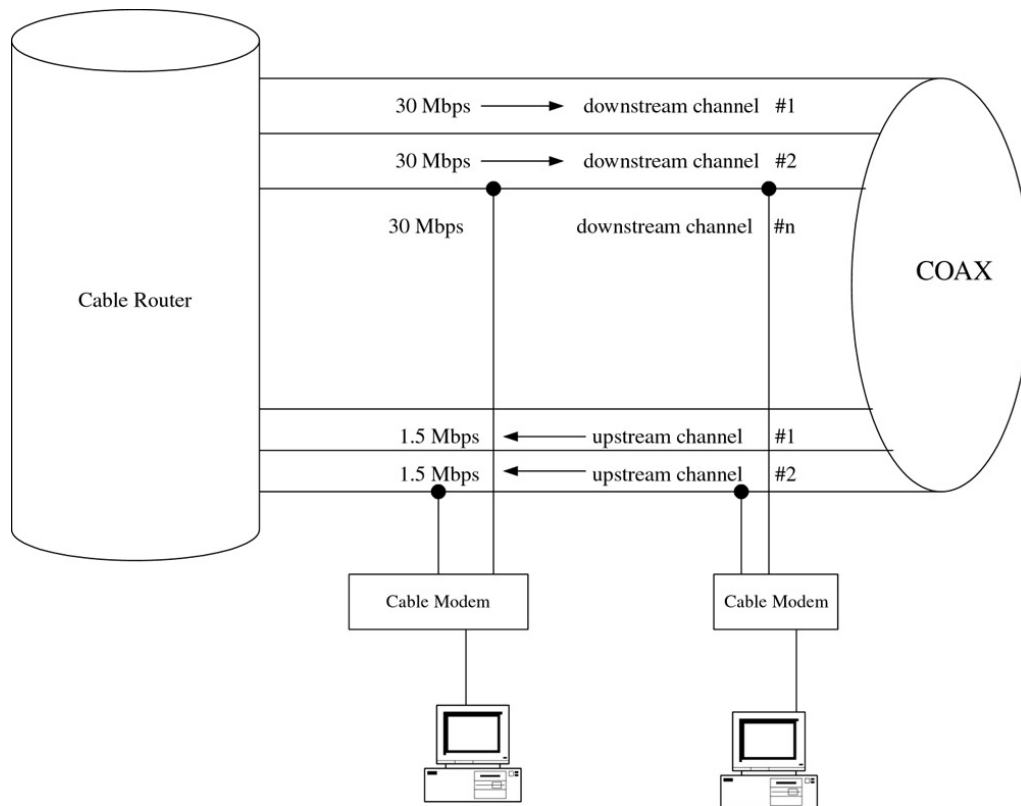 30 Mbps downstream channel #1
30 Mbps downstream channel #2
30 Mbps downstream channel #n
COAX
Cable Router
1.5 Mbps upstream channel #1
1.5 Mbps upstream channel #2
Cable Modem
Cable Modem